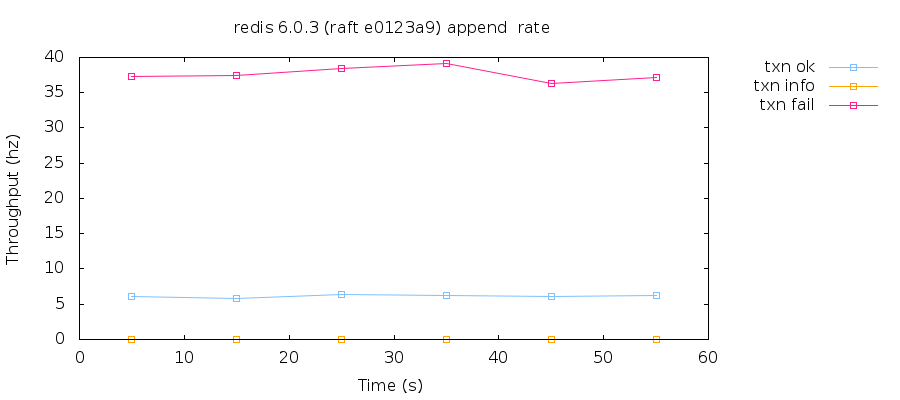 redis 6.0.3 (raft e0123a9) append  rate
txn ok
txn info
txn fail
Throughput (hz)
40
35
30
25
20
15
10
5
0
0 10 20 30 40 50 60
Time (s)